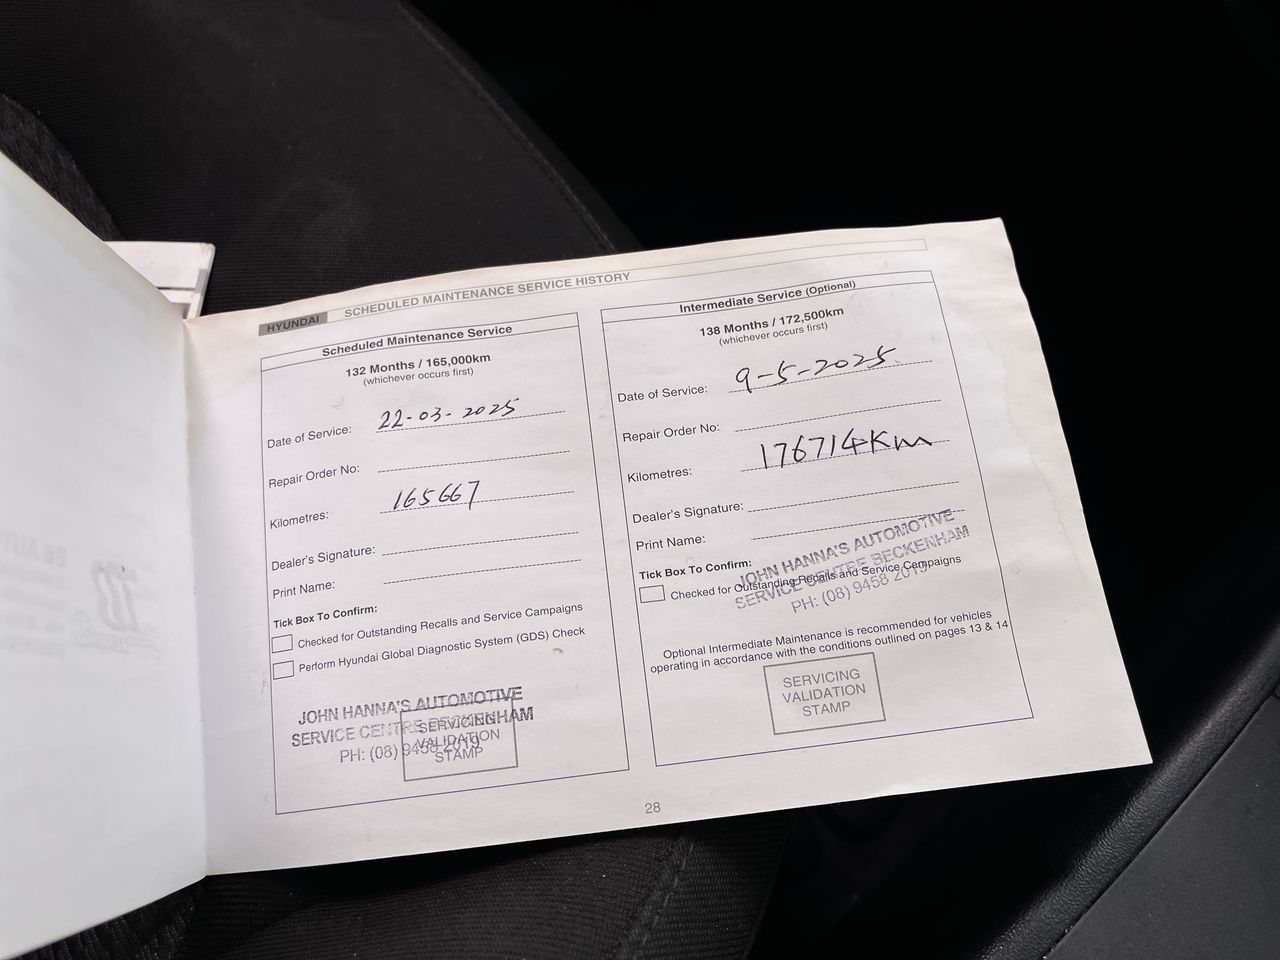 HYUNDAI SCHEDULED MAINTENANCE SERVICE HISTORY
Scheduled Maintenance Service
132 Months / 165,000km
(whichever occurs first)
Date of Service: 22-03-2025
Repair Order No:
Kilometres: 165667
Dealer's Signature:
Print Name:
Tick Box To Confirm:
Checked for Outstanding Recalls and Service Campaigns
Perform Hyundai Global Diagnostic System (GDS) Check
JOHN HANNA'S AUTOMOTIVE
SERVICE CENTRE BECKENHAM
PH: (08) 9458 2019
SERVICING
VALIDATION
STAMP
Intermediate Service (Optional)
138 Months / 172,500km
(whichever occurs first)
Date of Service: 9-5-2025
Repair Order No:
Kilometres: 176714Km
Dealer's Signature:
Print Name:
JOHN HANNA'S AUTOMOTIVE
SERVICE CENTRE BECKENHAM
PH: (08) 9458 2019
Tick Box To Confirm:
Checked for Outstanding Recalls and Service Campaigns
Optional Intermediate Maintenance is recommended for vehicles
operating in accordance with the conditions outlined on pages 13 & 14
SERVICING
VALIDATION
STAMP
28